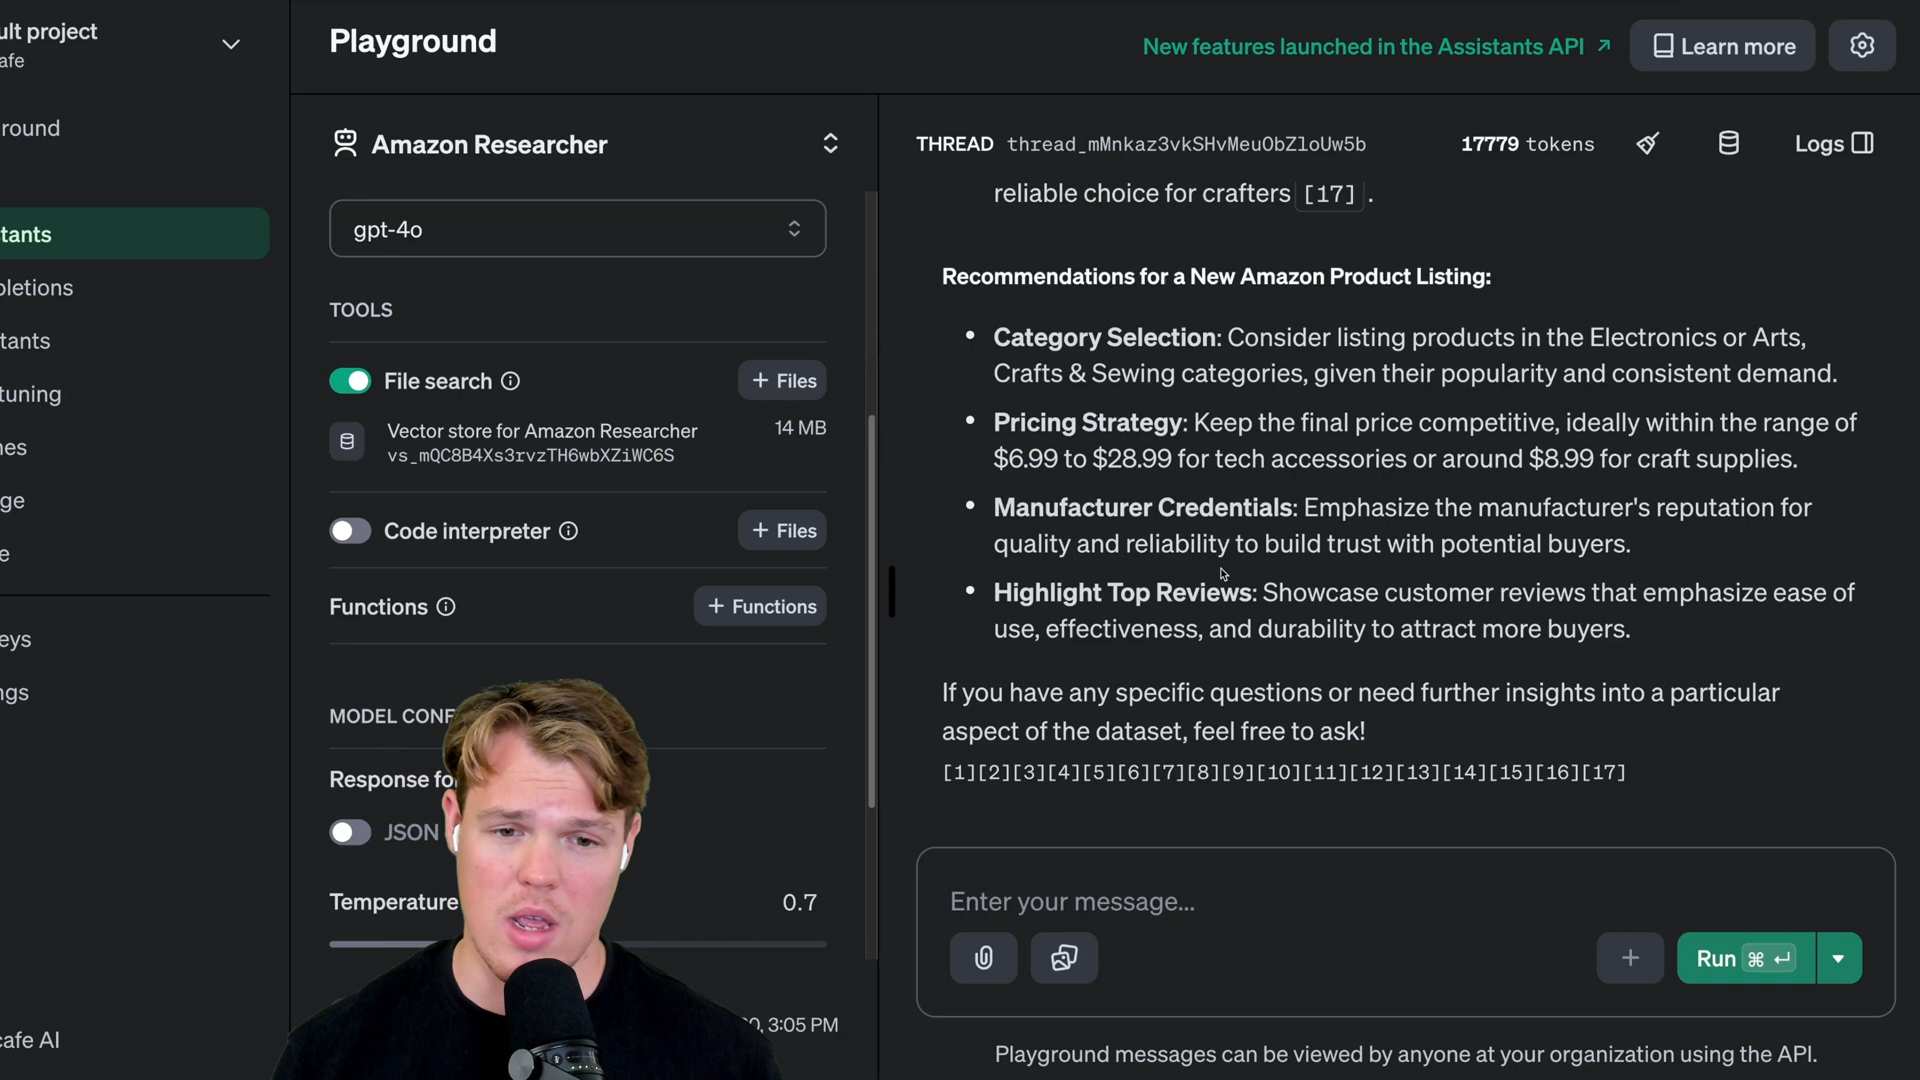 ult project
afe
Playground
New features launched in the Assistants API ↗
Learn more
round
tants
pletions
tants
tuning
nes
ge
e
eys
ngs
cafe AI
Amazon Researcher
gpt-4o
TOOLS
File search
+ Files
Vector store for Amazon Researcher
14 MB
vs_mQC8B4Xs3rvzTH6wbXZiWC6S
Code interpreter
+ Files
Functions
+ Functions
MODEL CONF
Response fo
JSON
Temperature
0.7
0, 3:05 PM
THREAD thread_mMnkaz3vkSHvMeuObZloUw5b
17779 tokens
Logs
reliable choice for crafters [17] .
Recommendations for a New Amazon Product Listing:
• Category Selection: Consider listing products in the Electronics or Arts,
Crafts & Sewing categories, given their popularity and consistent demand.
• Pricing Strategy: Keep the final price competitive, ideally within the range of
$6.99 to $28.99 for tech accessories or around $8.99 for craft supplies.
• Manufacturer Credentials: Emphasize the manufacturer's reputation for
quality and reliability to build trust with potential buyers.
• Highlight Top Reviews: Showcase customer reviews that emphasize ease of
use, effectiveness, and durability to attract more buyers.
If you have any specific questions or need further insights into a particular
aspect of the dataset, feel free to ask!
[1][2][3][4][5][6][7][8][9][10][11][12][13][14][15][16][17]
Enter your message...
Run ⌘ ↵
Playground messages can be viewed by anyone at your organization using the API.